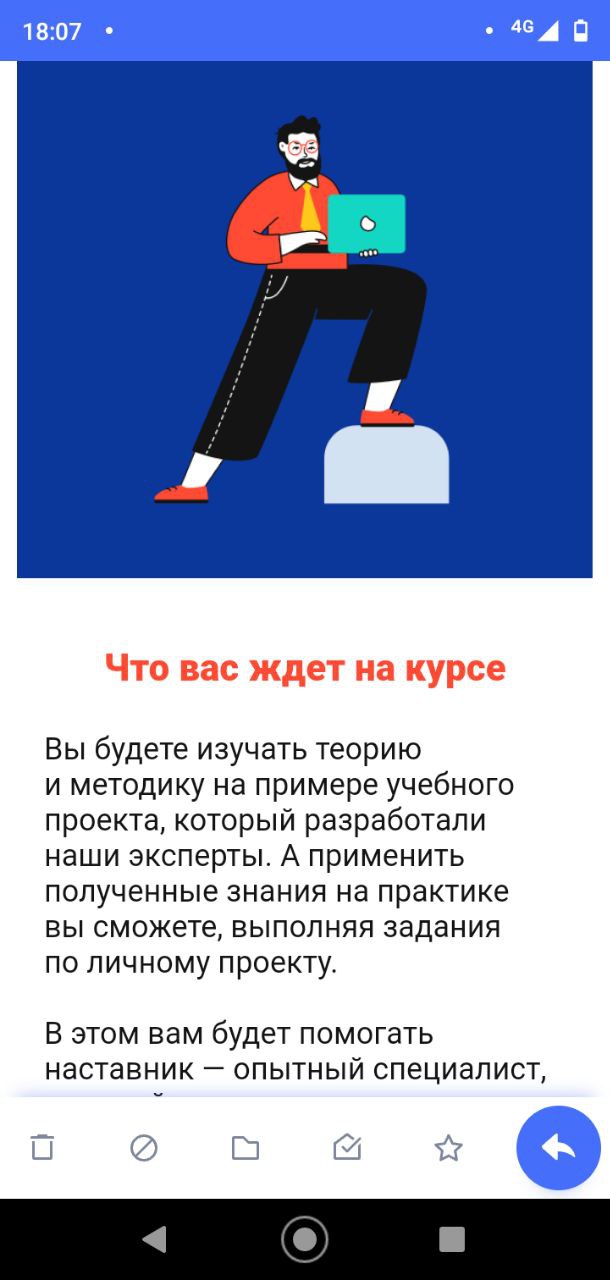 18:07
4G
Что вас ждет на курсе
Вы будете изучать теорию
и методику на примере учебного
проекта, который разработали
наши эксперты. А применить
полученные знания на практике
вы сможете, выполняя задания
по личному проекту.
В этом вам будет помогать
наставник — опытный специалист,